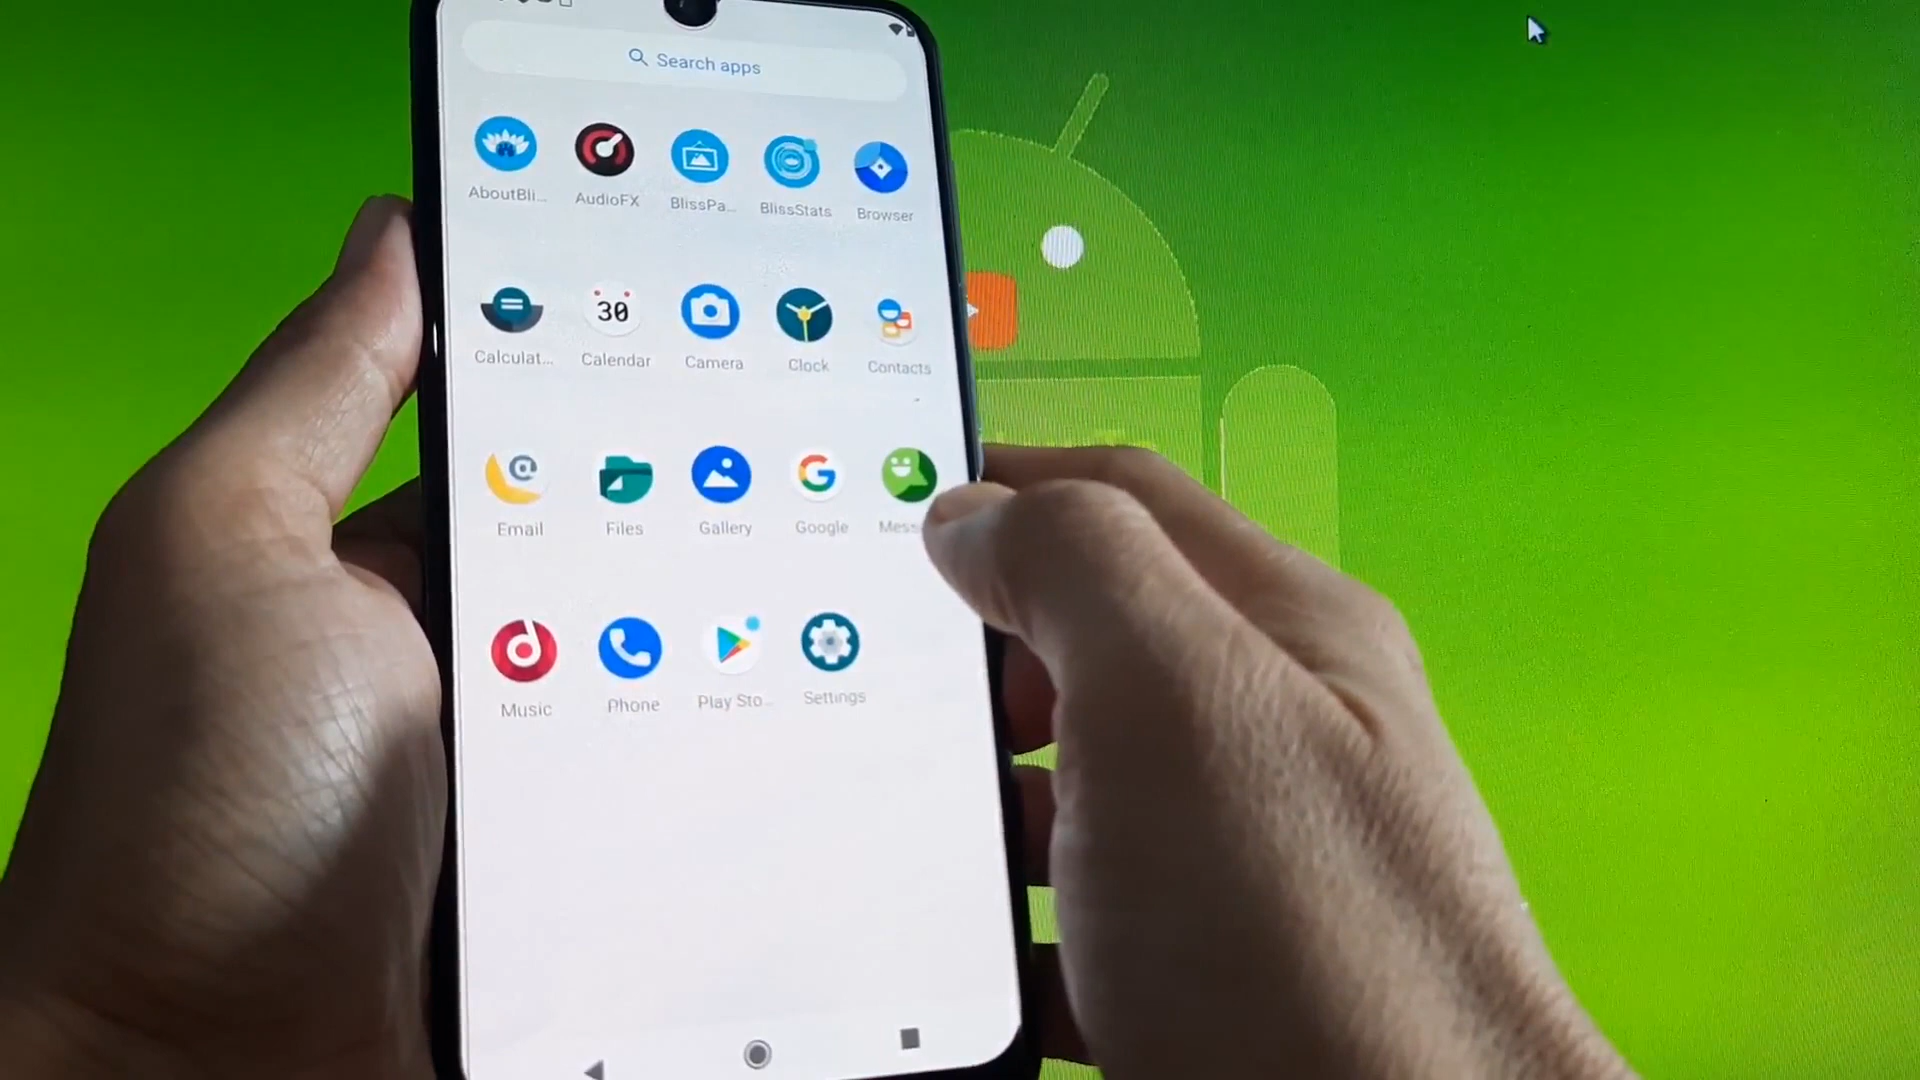 Search apps
AboutBli... AudioFX BlissPa... BlissStats Browser
30
Calculat... Calendar Camera Clock Contacts
@ G
Email Files Gallery Google Mess
Music Phone Play Sto... Settings